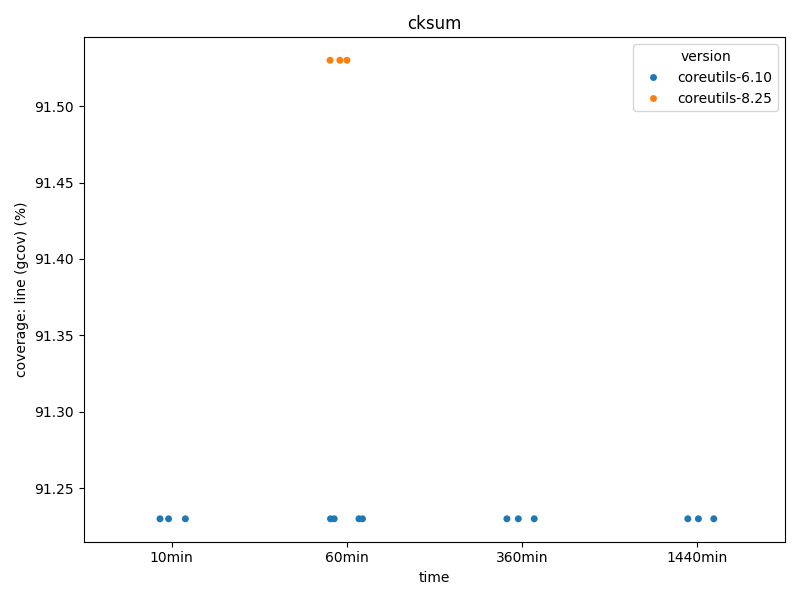 cksum
version
coreutils-6.10
coreutils-8.25
coverage: line (gcov) (%)
91.50
91.45
91.40
91.35
91.30
91.25
10min
60min
360min
1440min
time